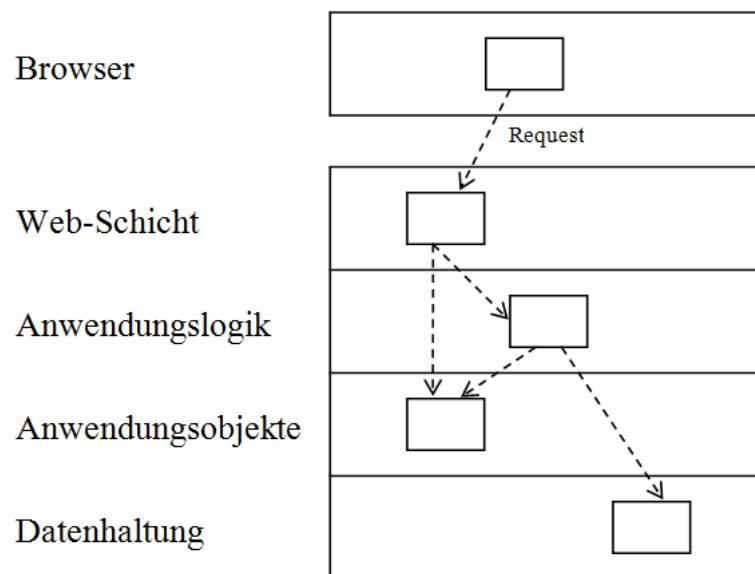 Browser
Request
Web-Schicht
Anwendungslogik
Anwendungsobjekte
Datenhaltung